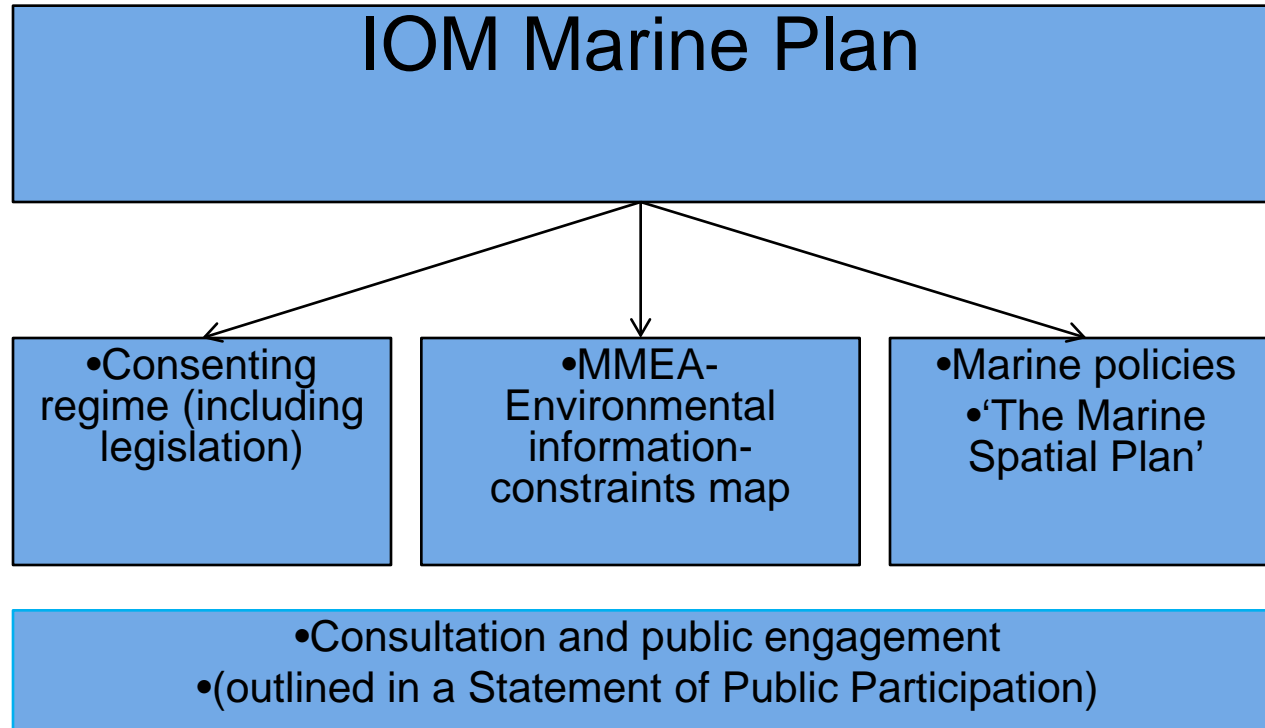 IOM Marine Plan
•Consenting
regime (including
legislation)
•MMEA-
Environmental
information-
constraints map
•Marine policies
•‘The Marine
Spatial Plan’
•Consultation and public engagement
•(outlined in a Statement of Public Participation)